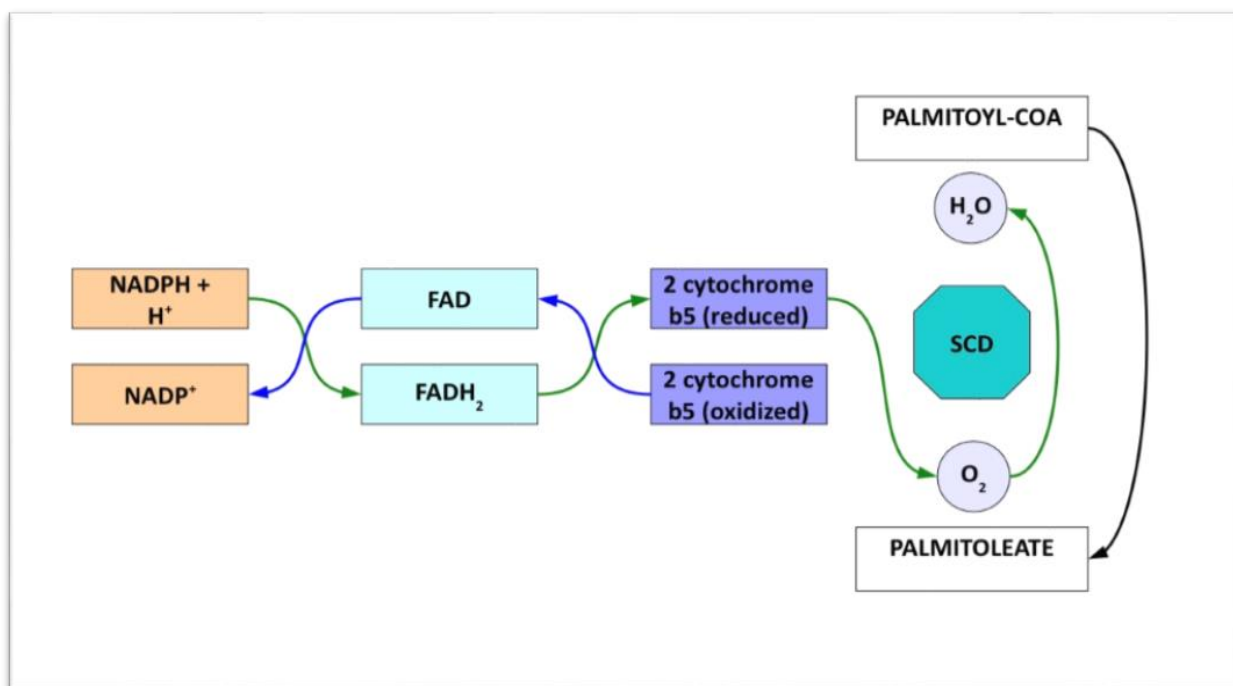 PALMITOYL-COA
H₂O
NADPH +
H⁺
FAD
2 cytochrome
b5 (reduced)
SCD
NADP⁺
FADH₂
2 cytochrome
b5 (oxidized)
O₂
PALMITOLEATE